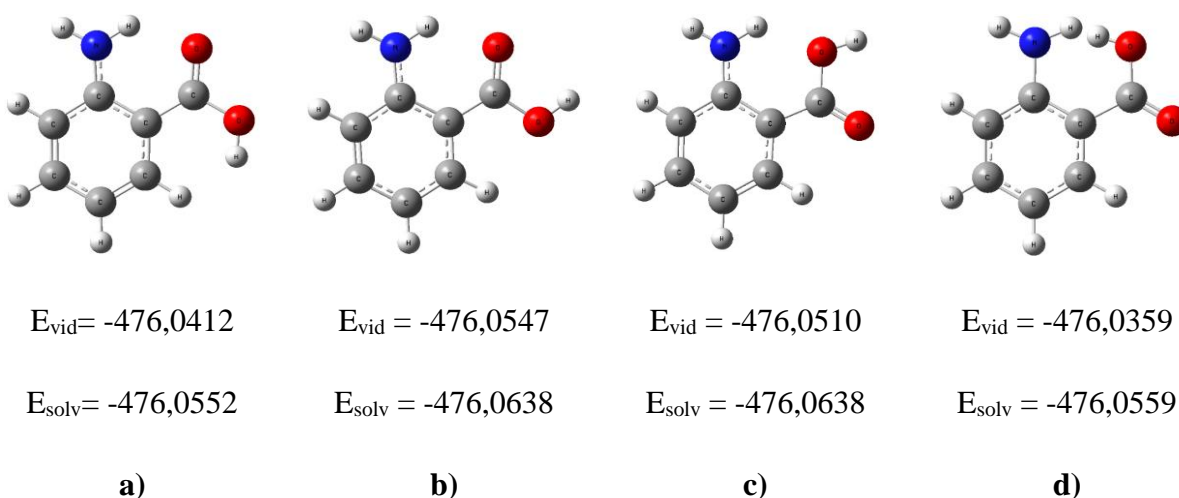 E_vid= -476,0412 E_vid = -476,0547 E_vid = -476,0510 E_vid = -476,0359
E_solv= -476,0552 E_solv = -476,0638 E_solv = -476,0638 E_solv = -476,0559
a) b) c) d)